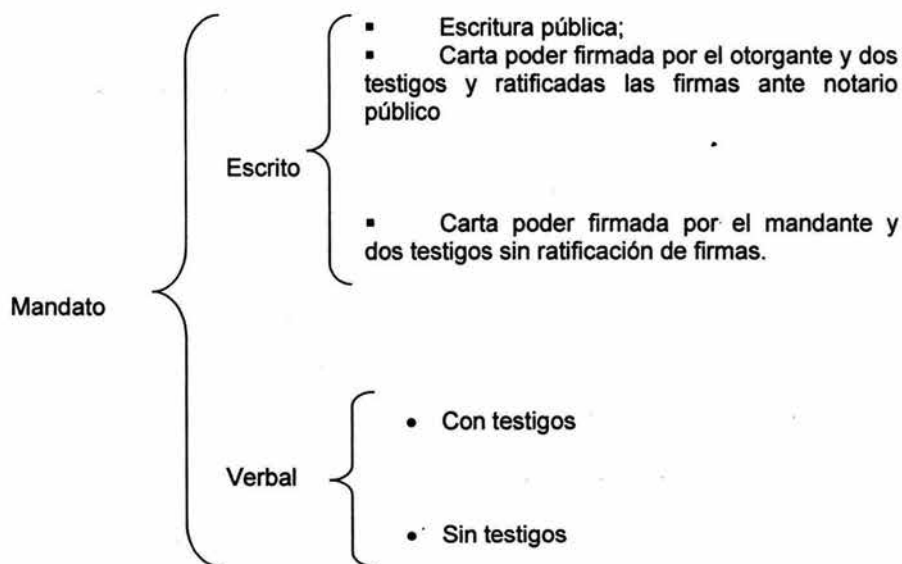 Mandato
Escrito
▪ Escritura pública;
▪ Carta poder firmada por el otorgante y dos
testigos y ratificadas las firmas ante notario
público
▪ Carta poder firmada por el mandante y
dos testigos sin ratificación de firmas.
Verbal
• Con testigos
• Sin testigos